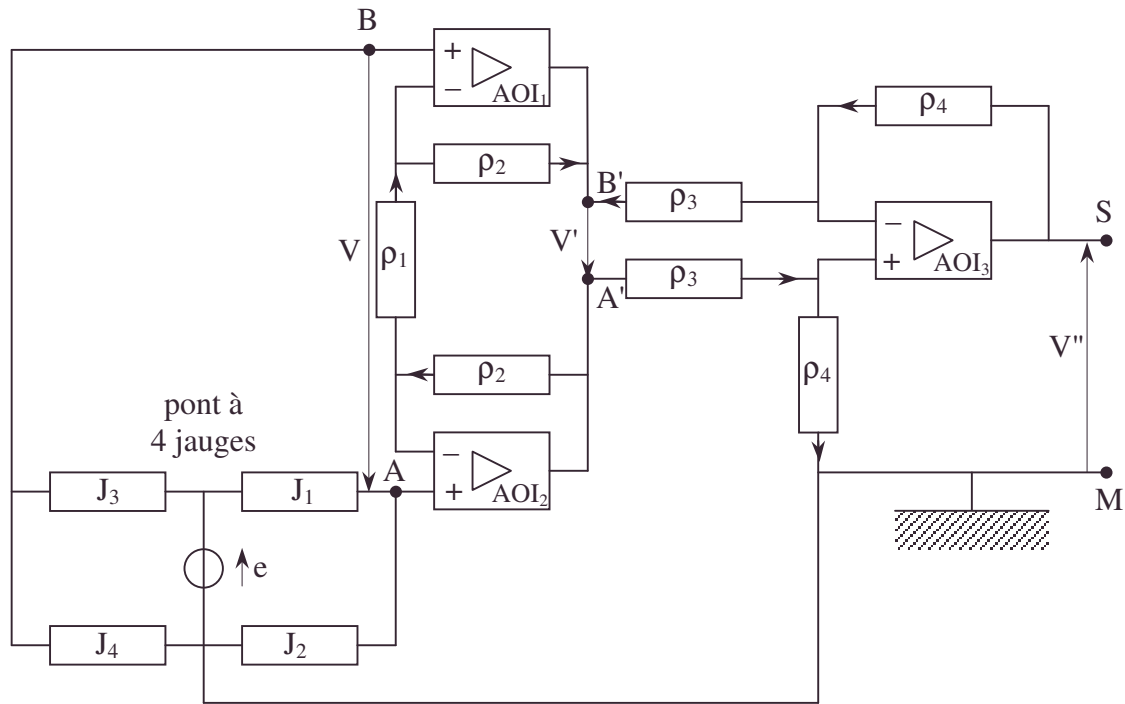 B
+
−
AOI₁
ρ₂
ρ₁
V
B'
V'
A'
ρ₃
ρ₃
ρ₄
−
+
AOI₃
S
V"
ρ₄
M
ρ₂
−
+
AOI₂
A
pont à
4 jauges
J₃
J₁
e
J₄
J₂